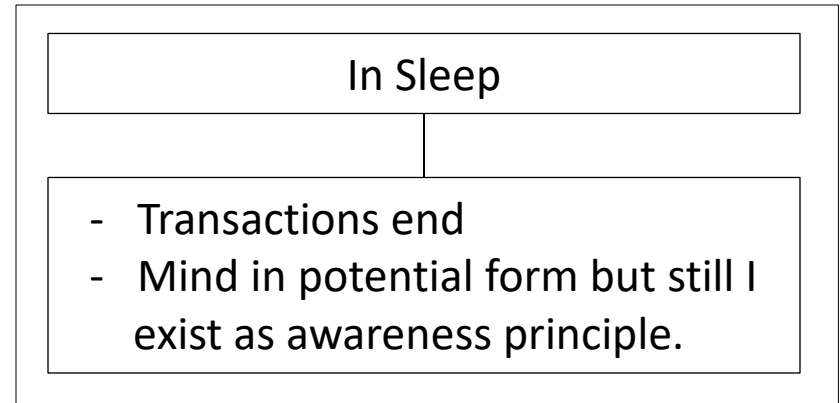 In Sleep
- Transactions end
- Mind in potential form but still I
exist as awareness principle.